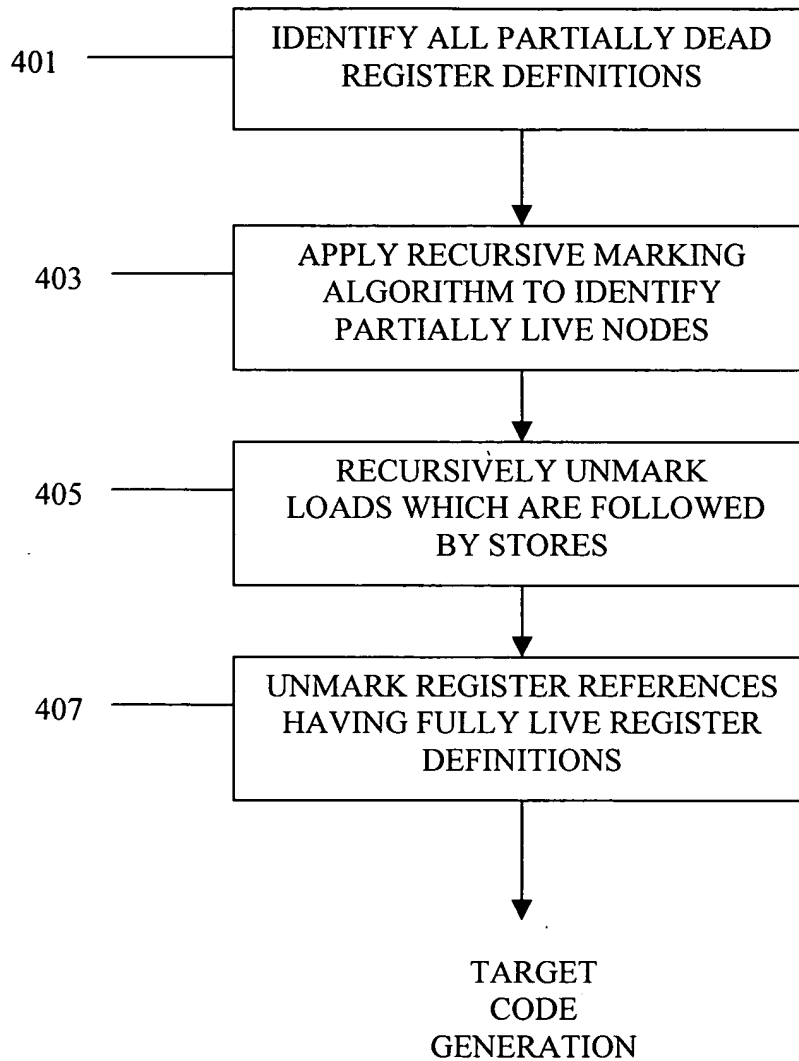 401
IDENTIFY ALL PARTIALLY DEAD
REGISTER DEFINITIONS
403
APPLY RECURSIVE MARKING
ALGORITHM TO IDENTIFY
PARTIALLY LIVE NODES
405
RECURSIVELY UNMARK
LOADS WHICH ARE FOLLOWED
BY STORES
407
UNMARK REGISTER REFERENCES
HAVING FULLY LIVE REGISTER
DEFINITIONS
TARGET
CODE
GENERATION